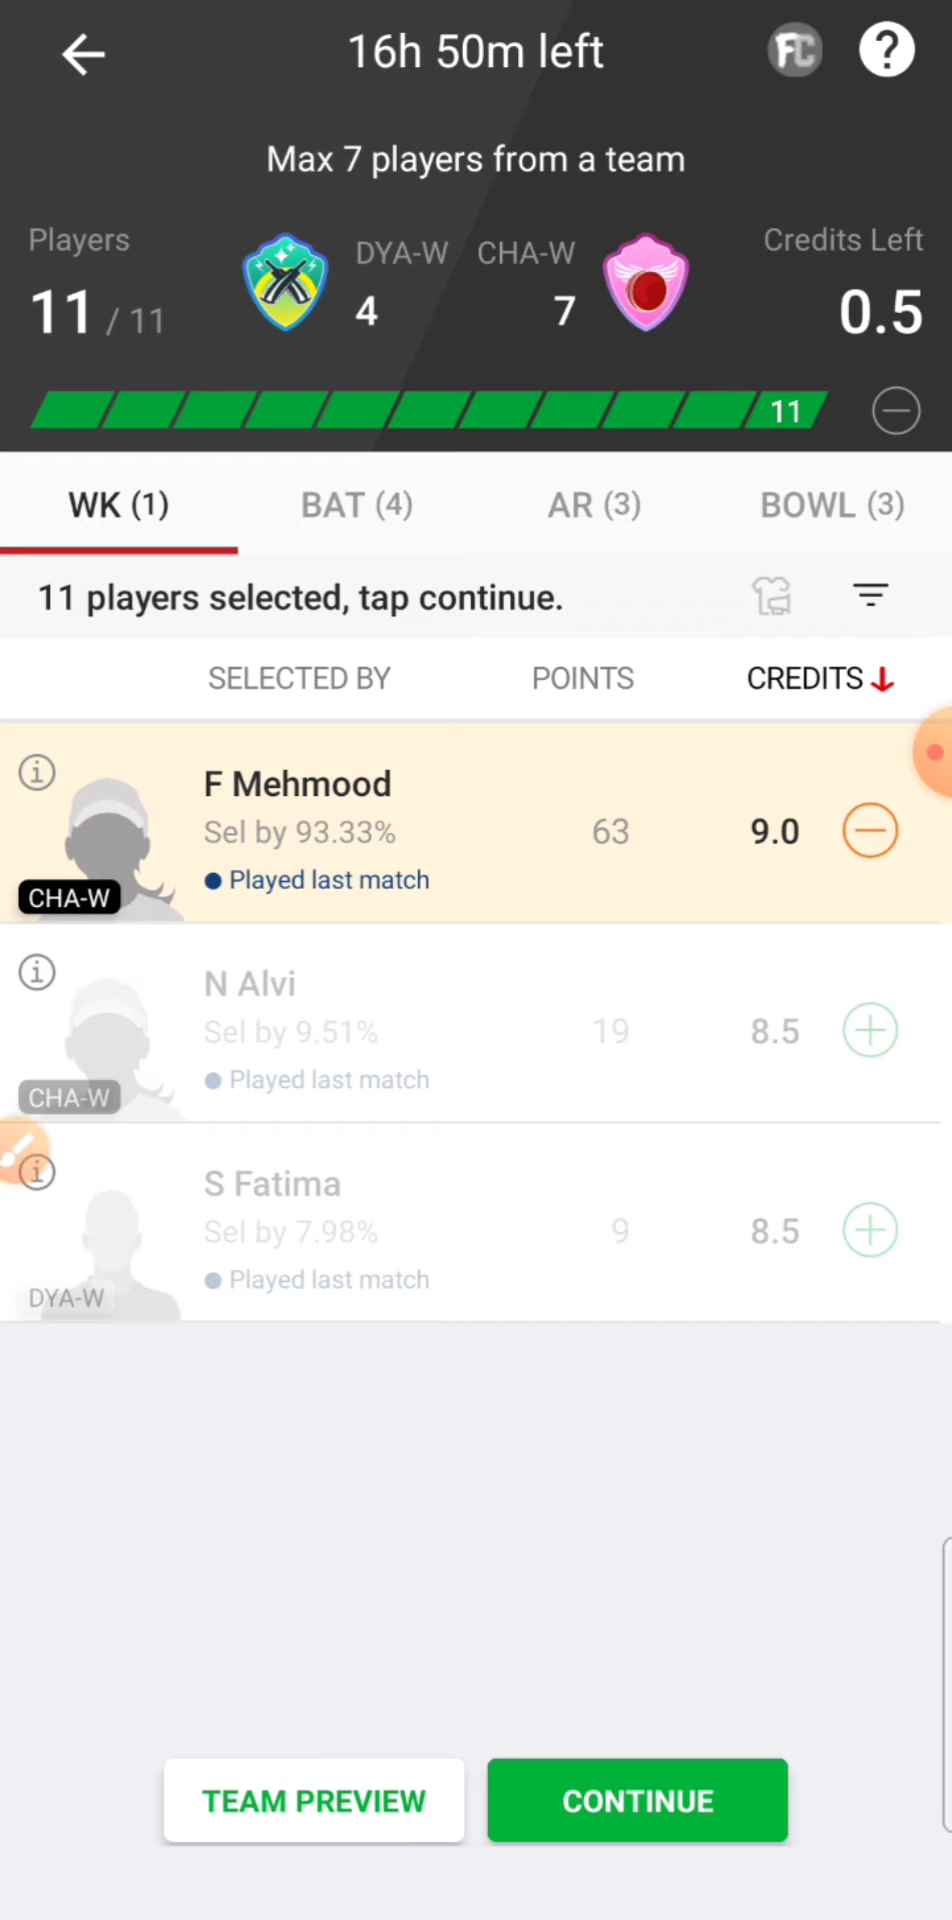 16h 50m left
FC
?
Max 7 players from a team
Players
DYA-W
CHA-W
Credits Left
11 / 11
4
7
0.5
11
WK (1)
BAT (4)
AR (3)
BOWL (3)
11 players selected, tap continue.
SELECTED BY
POINTS
CREDITS
F Mehmood
Sel by 93.33%
63
9.0
Played last match
CHA-W
N Alvi
Sel by 9.51%
19
8.5
Played last match
CHA-W
S Fatima
Sel by 7.98%
9
8.5
Played last match
DYA-W
TEAM PREVIEW
CONTINUE